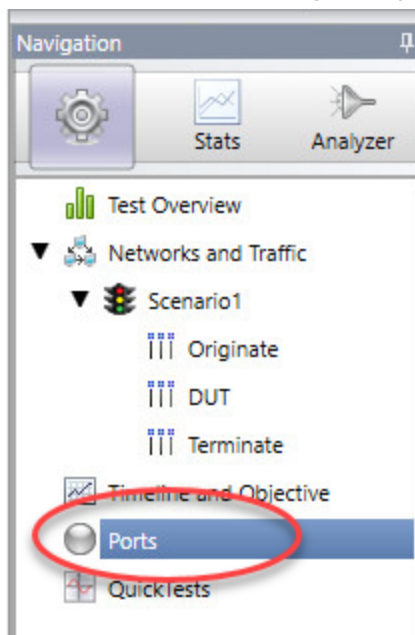 Navigation
Stats Analyzer
Test Overview
Networks and Traffic
Scenario1
Originate
DUT
Terminate
Timeline and Objective
Ports
QuickTests